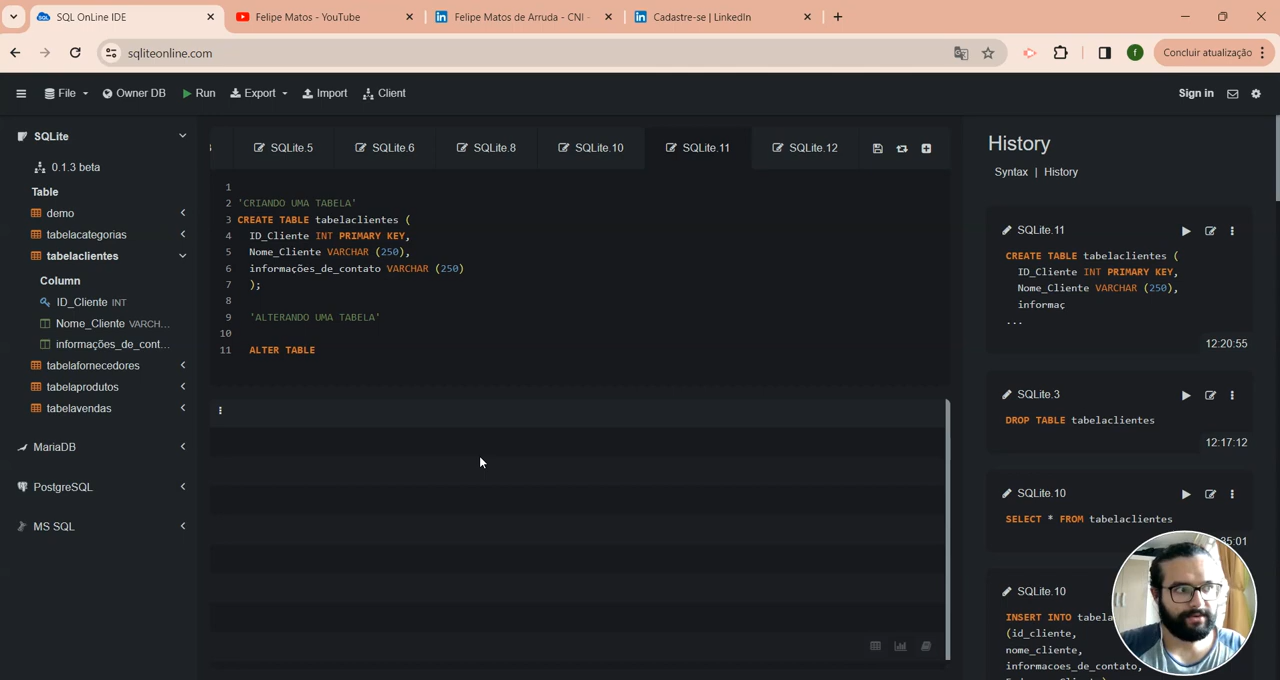 SQL OnLine IDE
Felipe Matos - YouTube
Felipe Matos de Arruda - CNI -
Cadastre-se | LinkedIn
sqliteonline.com
f
Concluir atualização
File
Owner DB
Run
Export
Import
Client
Sign in
SQLite
0.1.3 beta
Table
demo
tabelacategorias
tabelaclientes
Column
ID_Cliente INT
Nome_Cliente VARCH...
informações_de_cont...
tabelafornecedores
tabelaprodutos
tabelavendas
MariaDB
PostgreSQL
MS SQL
SQLite.5
SQLite.6
SQLite.8
SQLite.10
SQLite.11
SQLite.12
1
2 'CRIANDO UMA TABELA'
3 CREATE TABLE tabelaclientes (
4 ID_Cliente INT PRIMARY KEY,
5 Nome_Cliente VARCHAR (250),
6 informações_de_contato VARCHAR (250)
7 );
8
9 'ALTERANDO UMA TABELA'
10
11 ALTER TABLE
History
Syntax | History
SQLite.11
CREATE TABLE tabelaclientes (
ID_Cliente INT PRIMARY KEY,
Nome_Cliente VARCHAR (250),
informaç
...
12:20:55
SQLite.3
DROP TABLE tabelaclientes
12:17:12
SQLite.10
SELECT * FROM tabelaclientes
35:01
SQLite.10
INSERT INTO tabela
(id_cliente,
nome_cliente,
informacoes_de_contato,